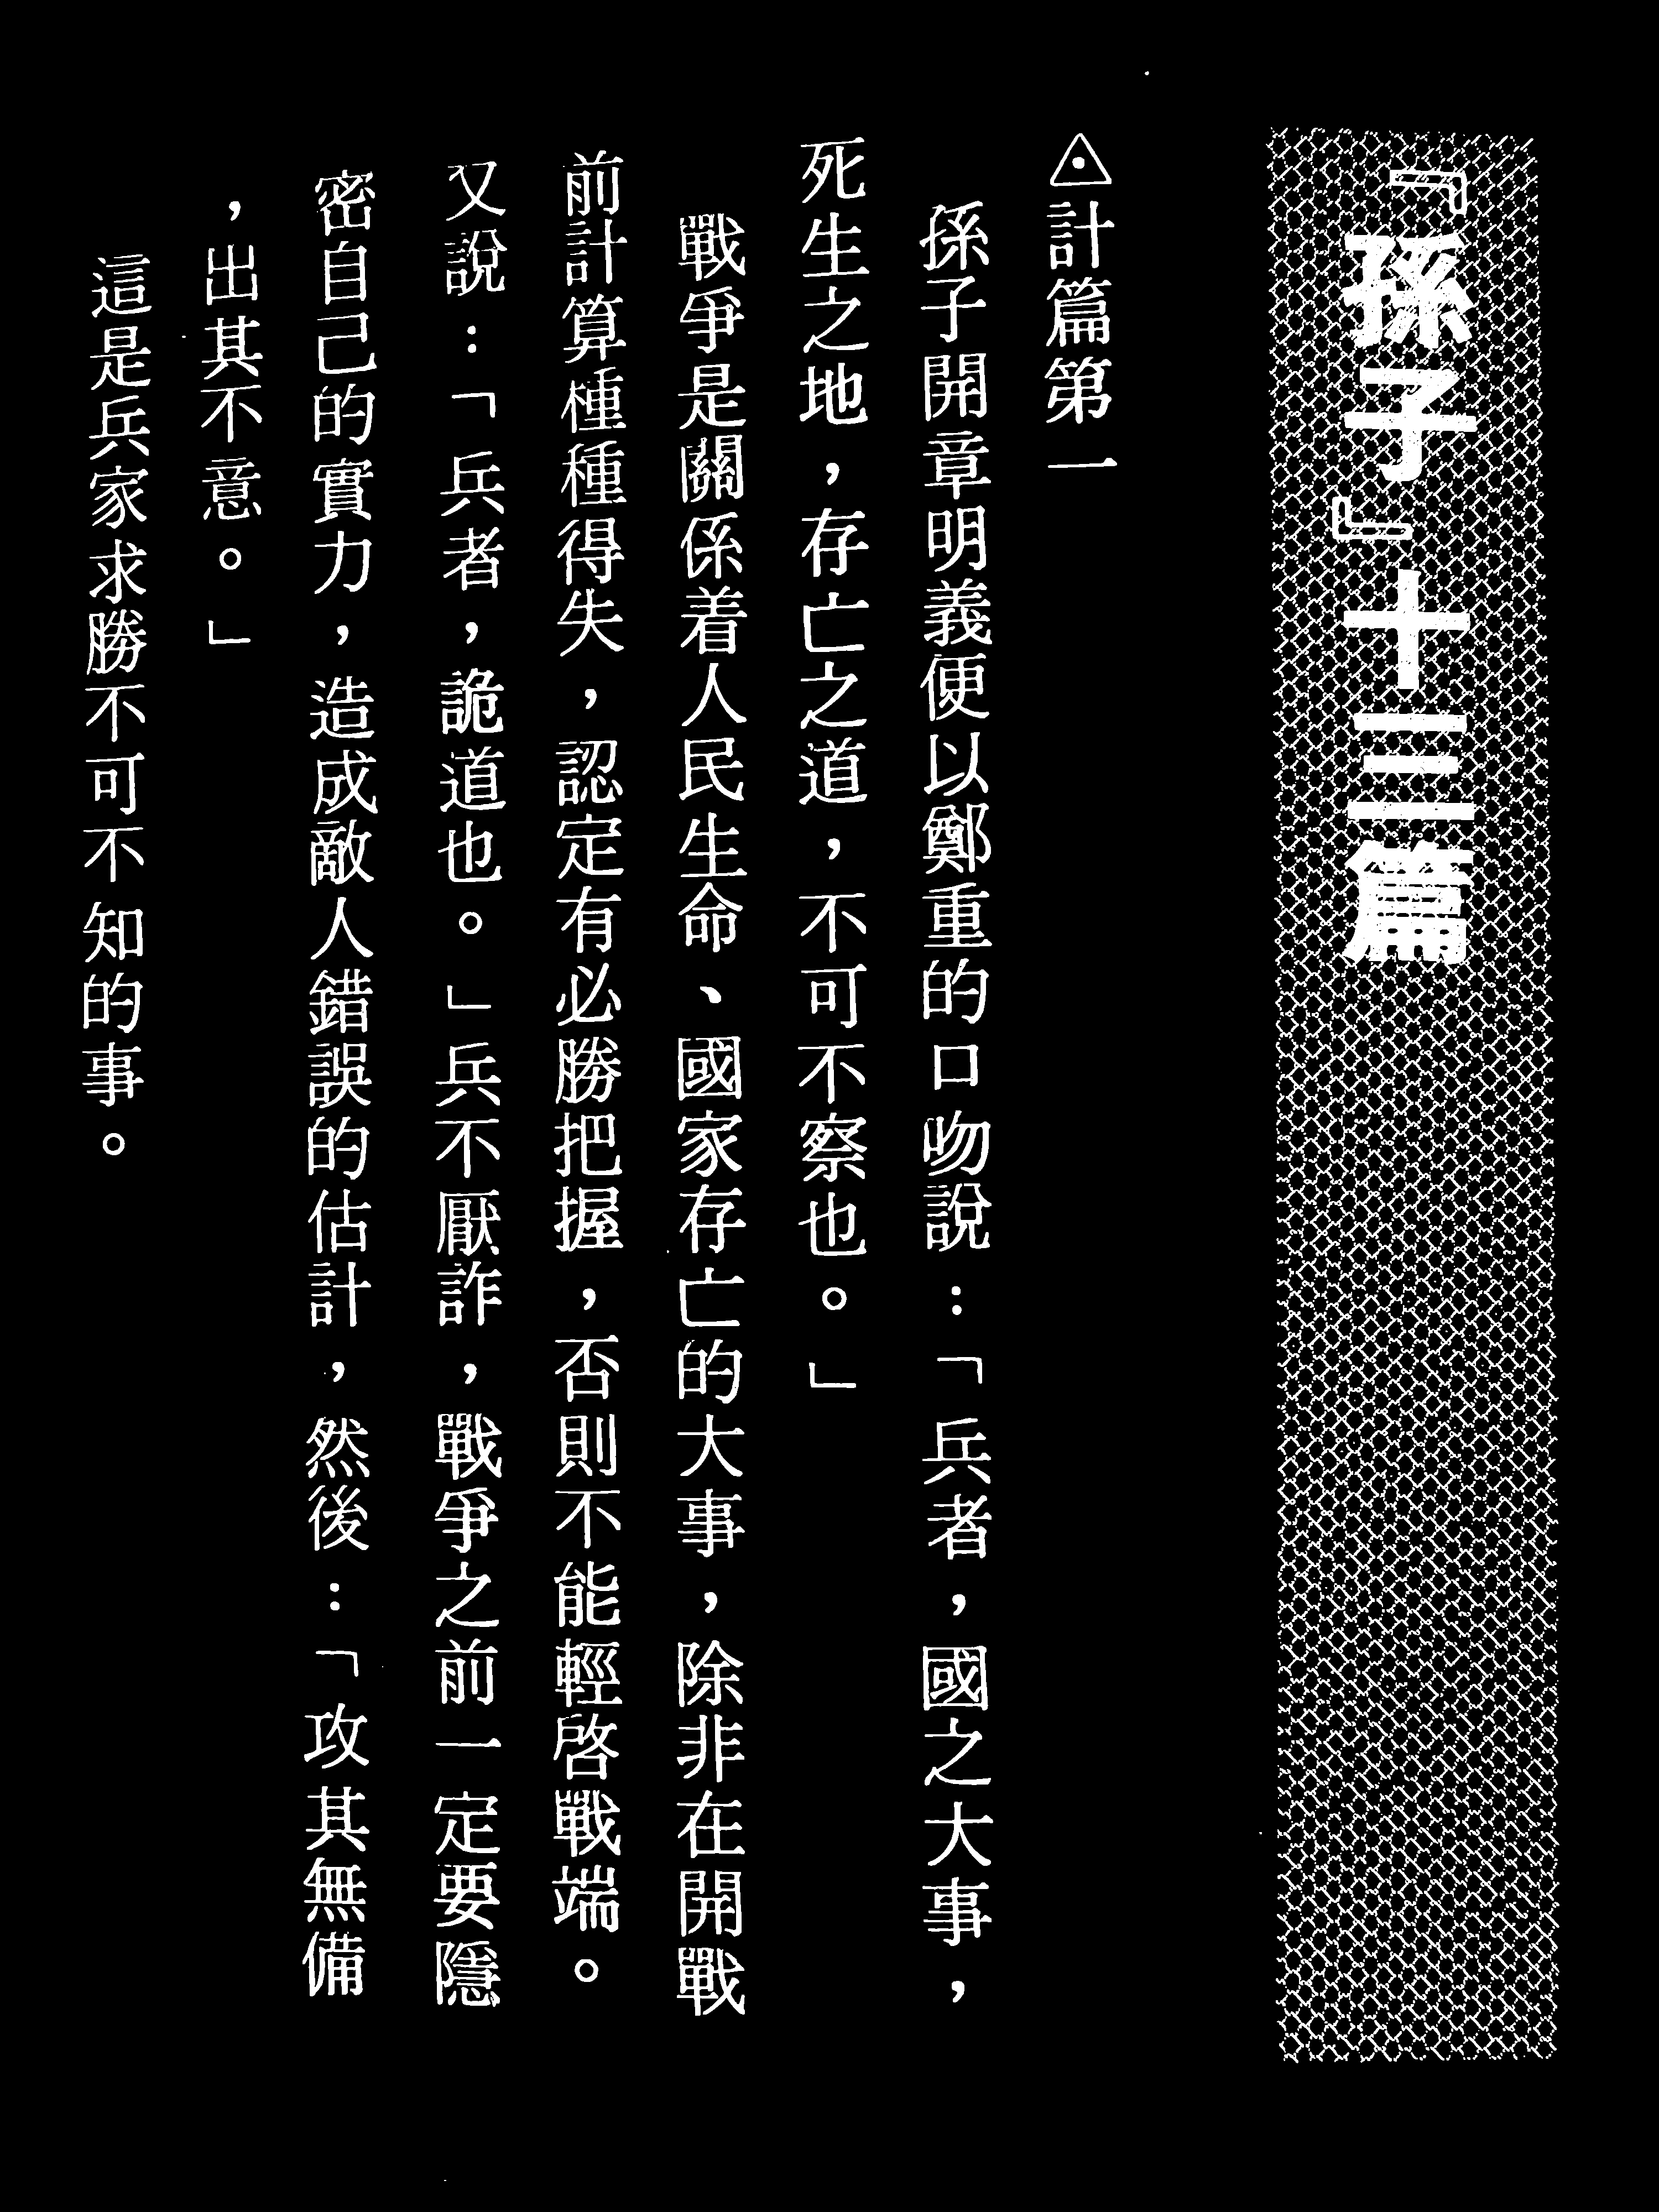 『孫子』十三篇
計篇第一
孫子開章明義便以鄭重的口吻說：「兵者，國之大事，
死生之地，存亡之道，不可不察也。」
戰爭是關係着人民生命、國家存亡的大事，除非在開戰
前計算種種得失，認定有必勝把握，否則不能輕啓戰端。
又說：「兵者，詭道也。」兵不厭詐，戰爭之前一定要隱
密自己的實力，造成敵人錯誤的估計，然後：「攻其無備
，出其不意。」
這是兵家求勝不可不知的事。